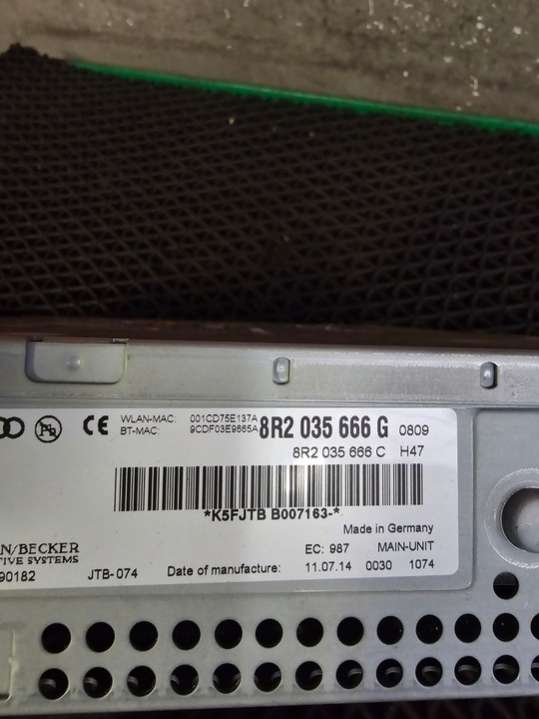 WLAN-MAC: 001CD75E137A
BT-MAC: 9CDF03E9665A
8R2 035 666 G 0809
8R2 035 666 C H47
*K5FJTB B007163-*
Made in Germany
N/BECKER
TIVE SYSTEMS
EC: 987 MAIN-UNIT
90182 JTB-074 Date of manufacture: 11.07.14 0030 1074